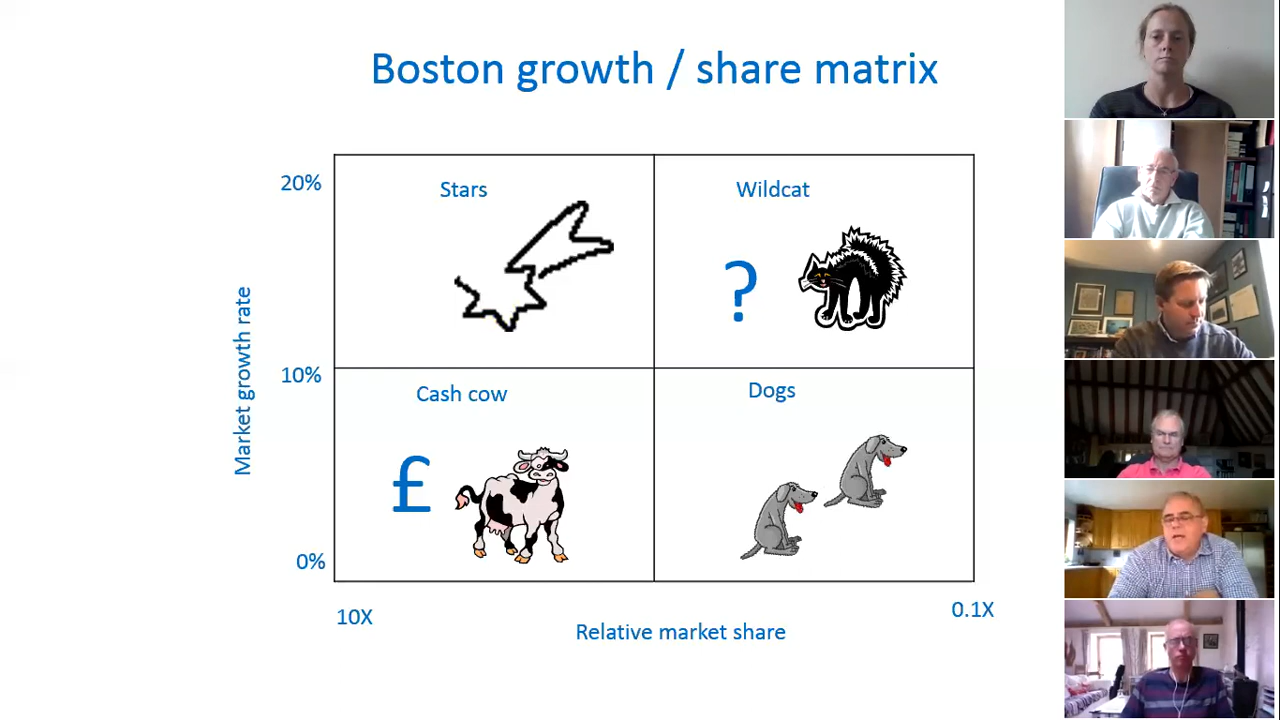 Boston growth / share matrix
20%
Stars
Wildcat
?
Market growth rate
10%
Cash cow
Dogs
£
0%
10X
0.1X
Relative market share